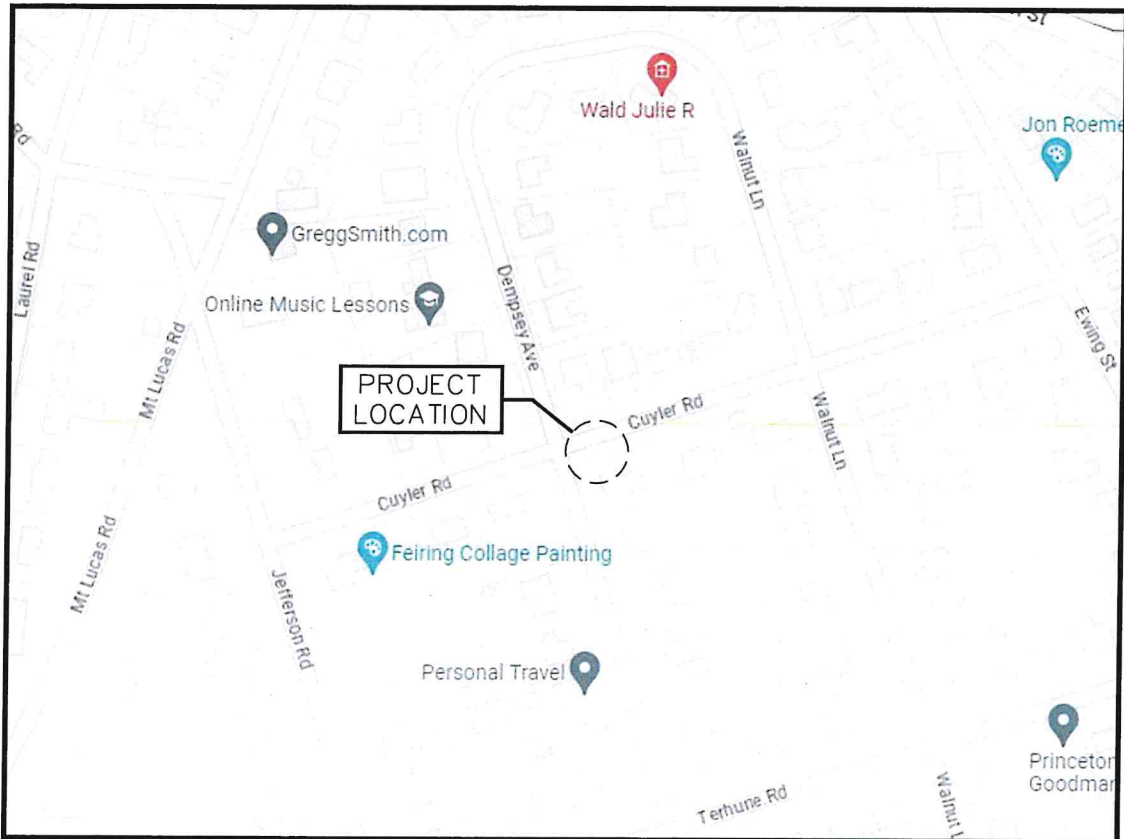 St
Wald Julie R
Jon Roeme
Rd
Walnut Ln
GreggSmith.com
Laurel Rd
Online Music Lessons
Dempsey Ave
Ewing St
Mt Lucas Rd
PROJECT
LOCATION
Cuyler Rd
Walnut Ln
Cuyler Rd
Feiring Collage Painting
Mt Lucas Rd
Jefferson Rd
Personal Travel
Princeton
Goodman
Terhune Rd
Walnut L